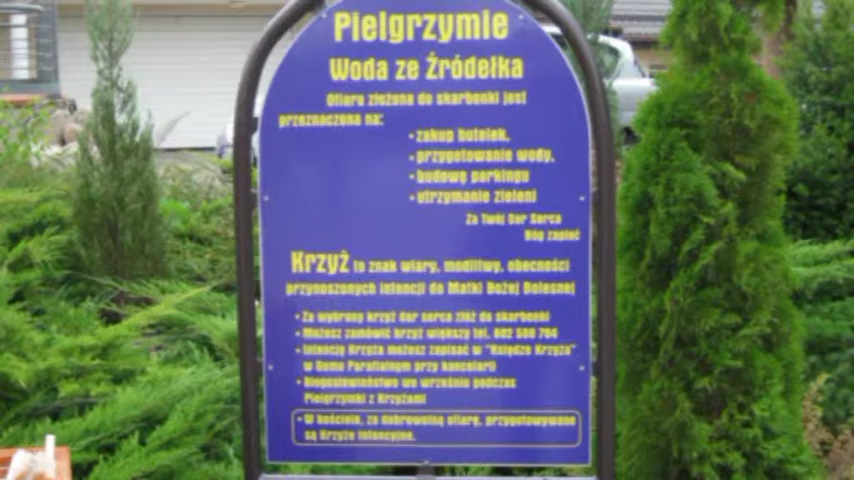 Pielgrzymie
Woda ze Źródełka
Ofiara złożona do skarbonki jest
przeznaczona na:
• zakup butelek,
• przygotowanie wody,
• budowę parkingu
• utrzymanie zieleni
Za Twój Dar Serca
Bóg zapłać
Krzyż to znak wiary, modlitwy, obecności
przynoszonych intencji do Matki Bożej Bolesnej
• Za wybrany krzyż dar serca złóż do skarbonki
• Możesz zamówić krzyż większy tel.
• Intencję Krzyża możesz zapisać w "Księdze Krzyża"
w Domu Parafialnym przy kancelarii
• Błogosławieństwo we wrześniu podczas
Pielgrzymki z Krzyżami
• W kościele, za dobrowolną ofiarę, przygotowywane
są Krzyże intencyjne.